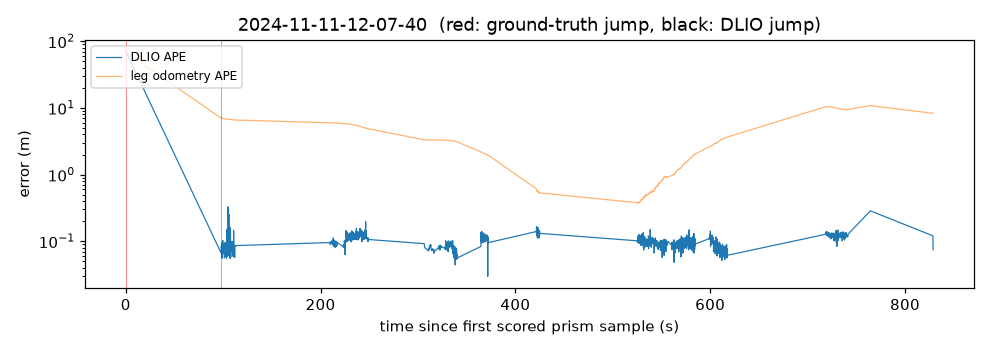 2024-11-11-12-07-40  (red: ground-truth jump, black: DLIO jump)
DLIO APE
leg odometry APE
error (m)
10²
10¹
10⁰
10⁻¹
0 200 400 600 800
time since first scored prism sample (s)